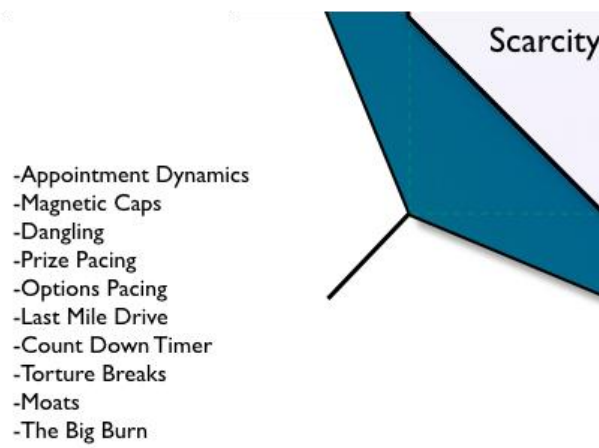 Scarcity
-Appointment Dynamics
-Magnetic Caps
-Dangling
-Prize Pacing
-Options Pacing
-Last Mile Drive
-Count Down Timer
-Torture Breaks
-Moats
-The Big Burn